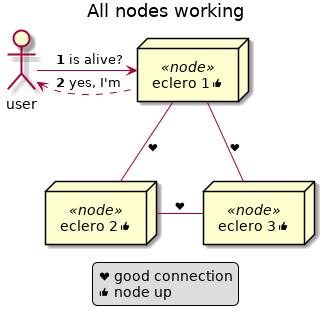 All nodes working
1 is alive?
2 yes, I'm
user
«node»
eclero 1
«node»
eclero 2
«node»
eclero 3
good connection
node up